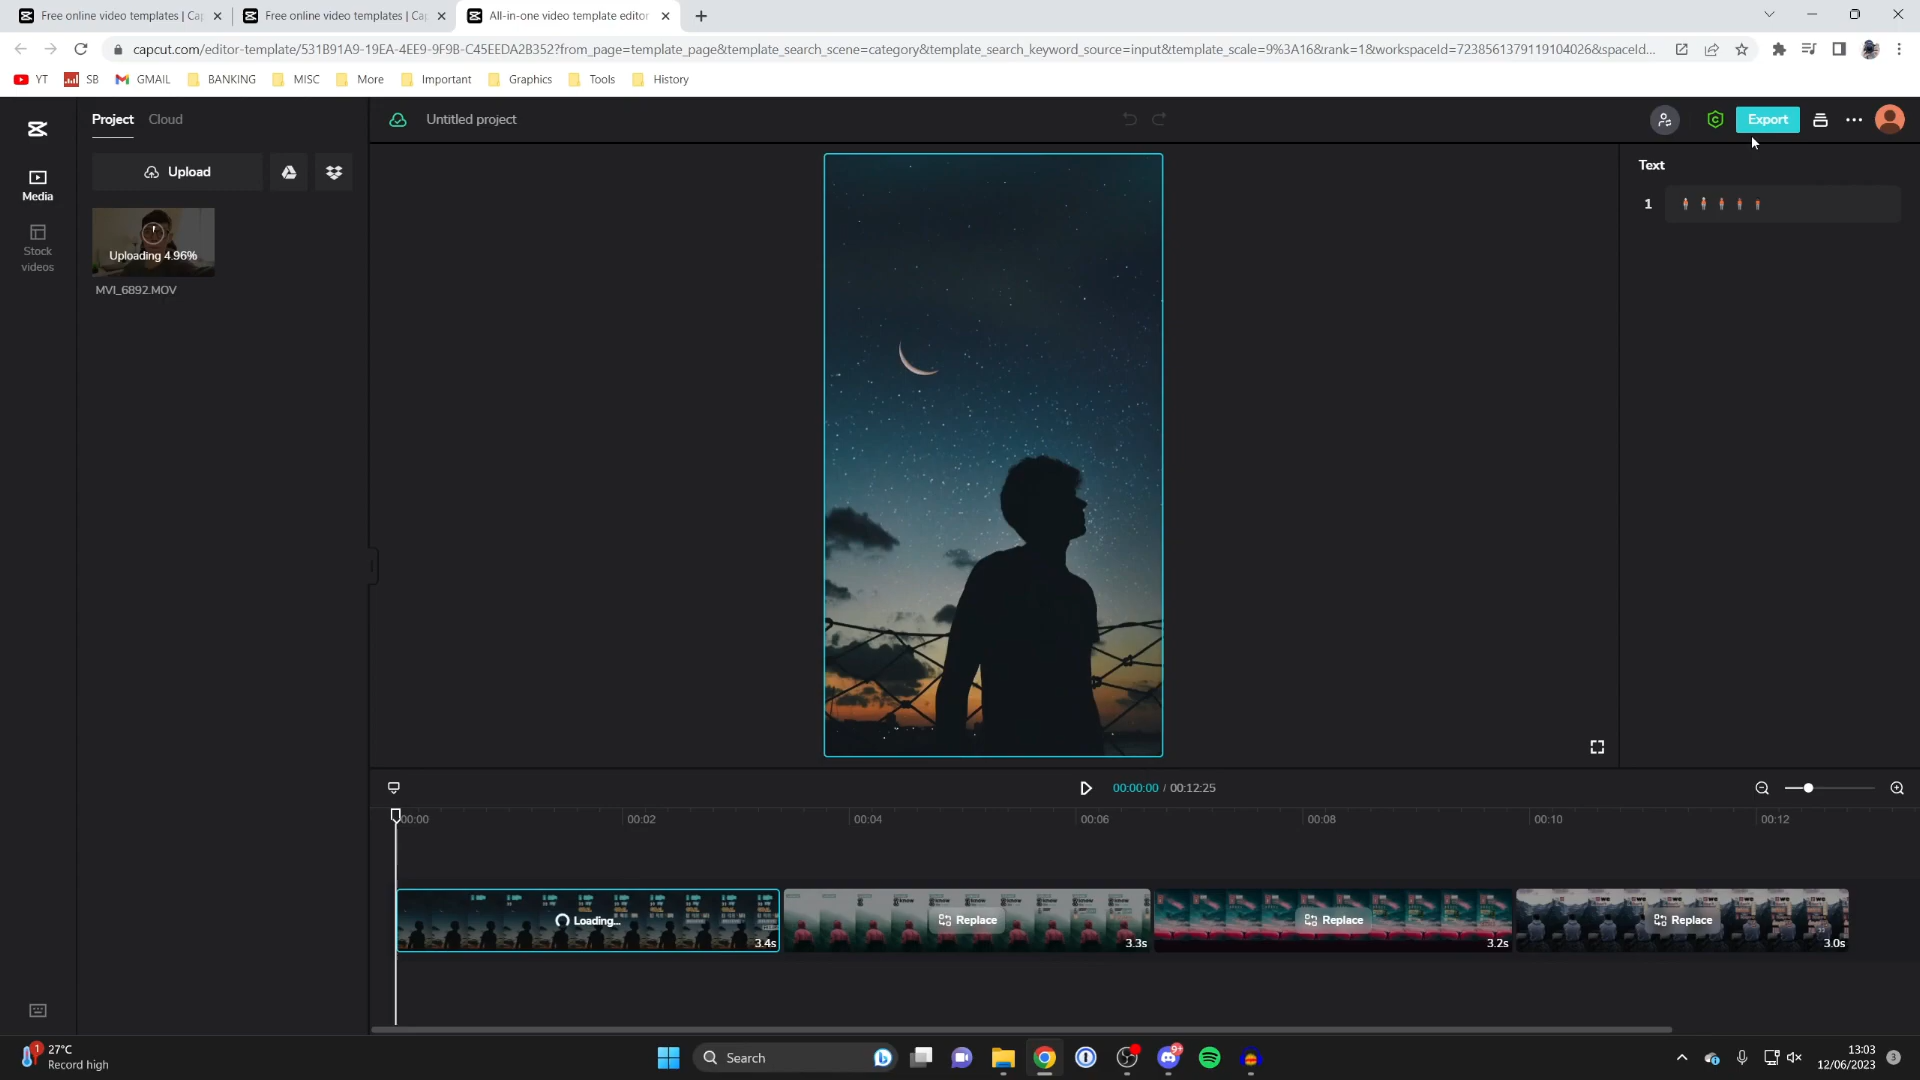 Free online video templates | Ca
Free online video templates | Ca
All-in-one video template editor
capcut.com/editor-template/531B91A9-19EA-4EE9-9F9B-C45EEDA2B352?from_page=template_page&template_search_scene=category&template_search_keyword_source=input&template_scale=9%3A16&rank=1&workspaceId=7238561379119104026&spaceId...
YT
SB
GMAIL
BANKING
MISC
More
Important
Graphics
Tools
History
Project
Cloud
Untitled project
Export
Upload
Media
Stock
videos
Uploading 4.96%
MVI_6892.MOV
Text
1
00:00:00 / 00:12:25
00:00
00:02
00:04
00:06
00:08
00:10
00:12
Loading...
3.4s
Replace
3.3s
Replace
3.2s
Replace
3.0s
1
27°C
Record high
Search
9+
13:03
12/06/2023
3